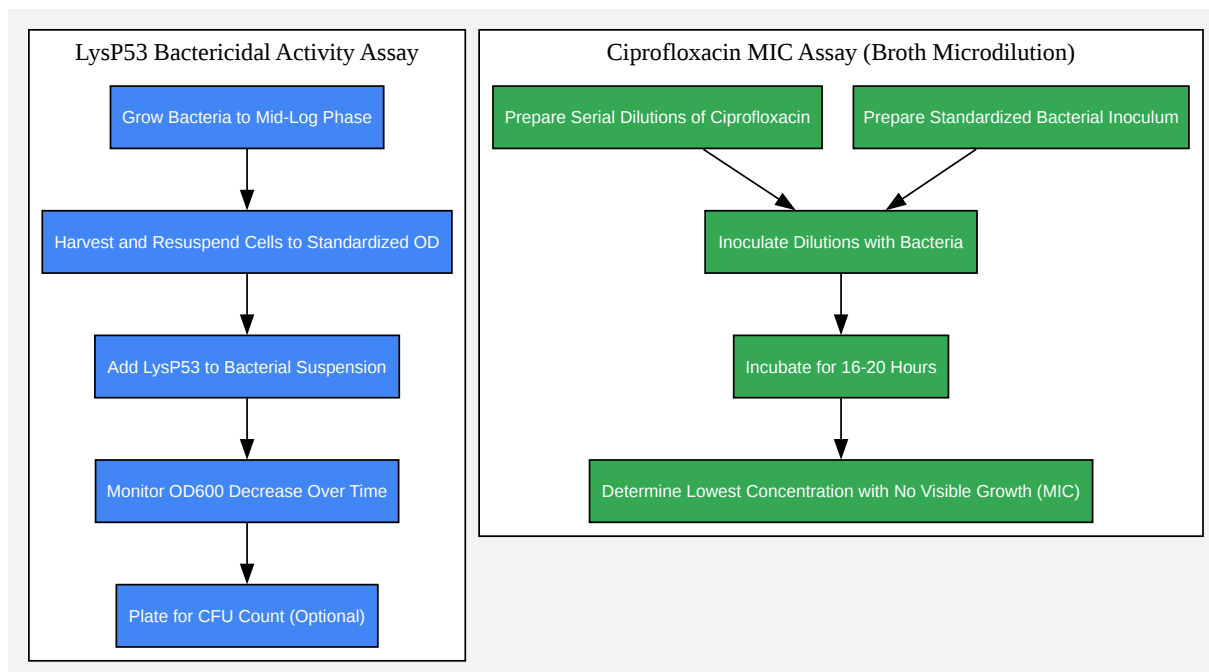 LysP53 Bactericidal Activity Assay
Grow Bacteria to Mid-Log Phase
Harvest and Resuspend Cells to Standardized OD
Add LysP53 to Bacterial Suspension
Monitor OD600 Decrease Over Time
Plate for CFU Count (Optional)
Ciprofloxacin MIC Assay (Broth Microdilution)
Prepare Serial Dilutions of Ciprofloxacin
Prepare Standardized Bacterial Inoculum
Inoculate Dilutions with Bacteria
Incubate for 16-20 Hours
Determine Lowest Concentration with No Visible Growth (MIC)